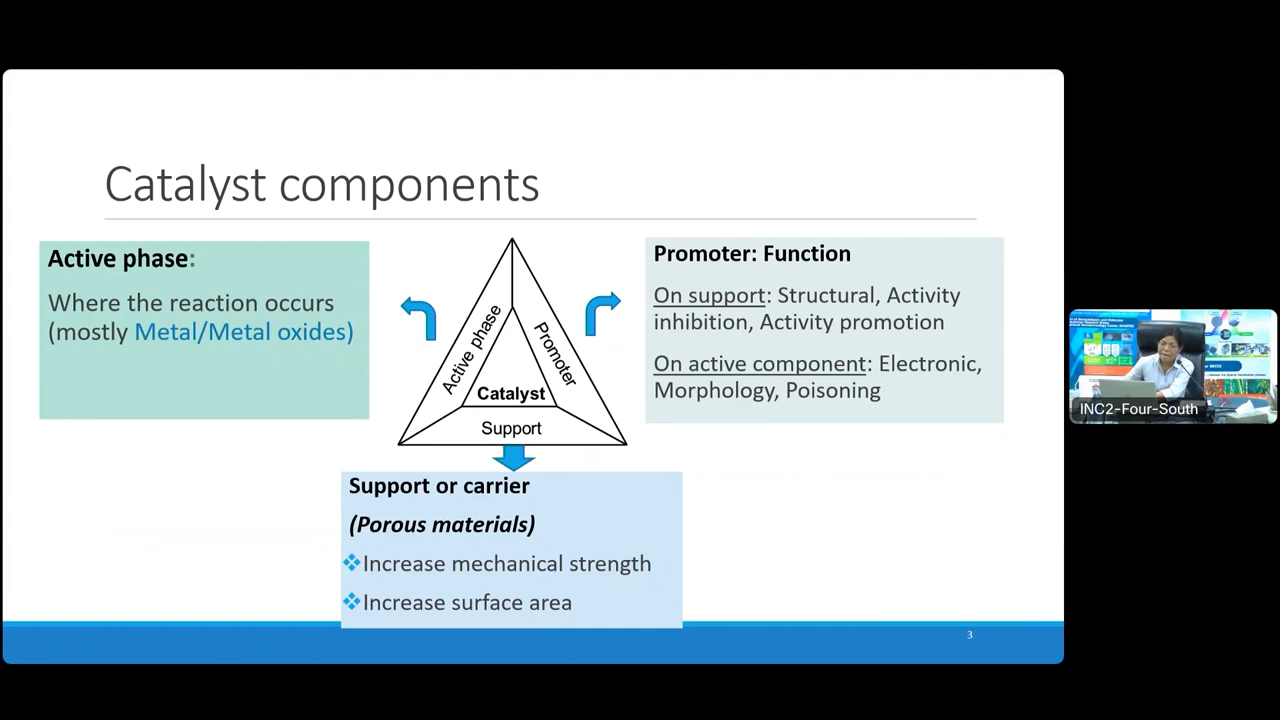 Catalyst components
Active phase:
Where the reaction occurs
(mostly Metal/Metal oxides)
Active phase
Promoter
Catalyst
Support
Promoter: Function
On support: Structural, Activity
inhibition, Activity promotion
On active component: Electronic,
Morphology, Poisoning
Support or carrier
(Porous materials)
❖Increase mechanical strength
❖Increase surface area
3
INC2-Four-South